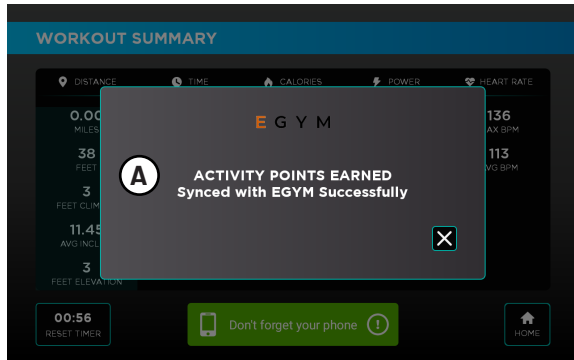 WORKOUT SUMMARY
DISTANCE TIME CALORIES POWER HEART RATE
EGYM
A
ACTIVITY POINTS EARNED
Synced with EGYM Successfully
0.00
MILES
38
FEET
3
FEET CLIM
11.45
AVG INCL
3
FEET ELEVATION
136
AX BPM
113
VG BPM
00:56
RESET TIMER
Don't forget your phone
HOME